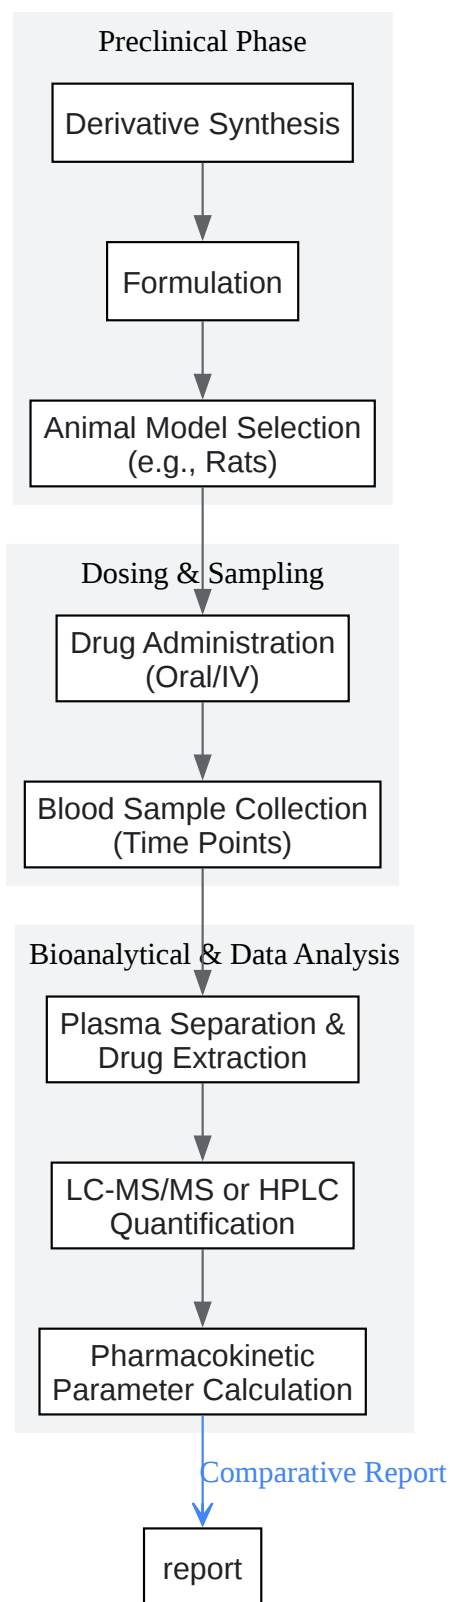 Preclinical Phase
Derivative Synthesis
Formulation
Animal Model Selection
(e.g., Rats)
Dosing & Sampling
Drug Administration
(Oral/IV)
Blood Sample Collection
(Time Points)
Bioanalytical & Data Analysis
Plasma Separation &
Drug Extraction
LC-MS/MS or HPLC
Quantification
Pharmacokinetic
Parameter Calculation
Comparative Report
report